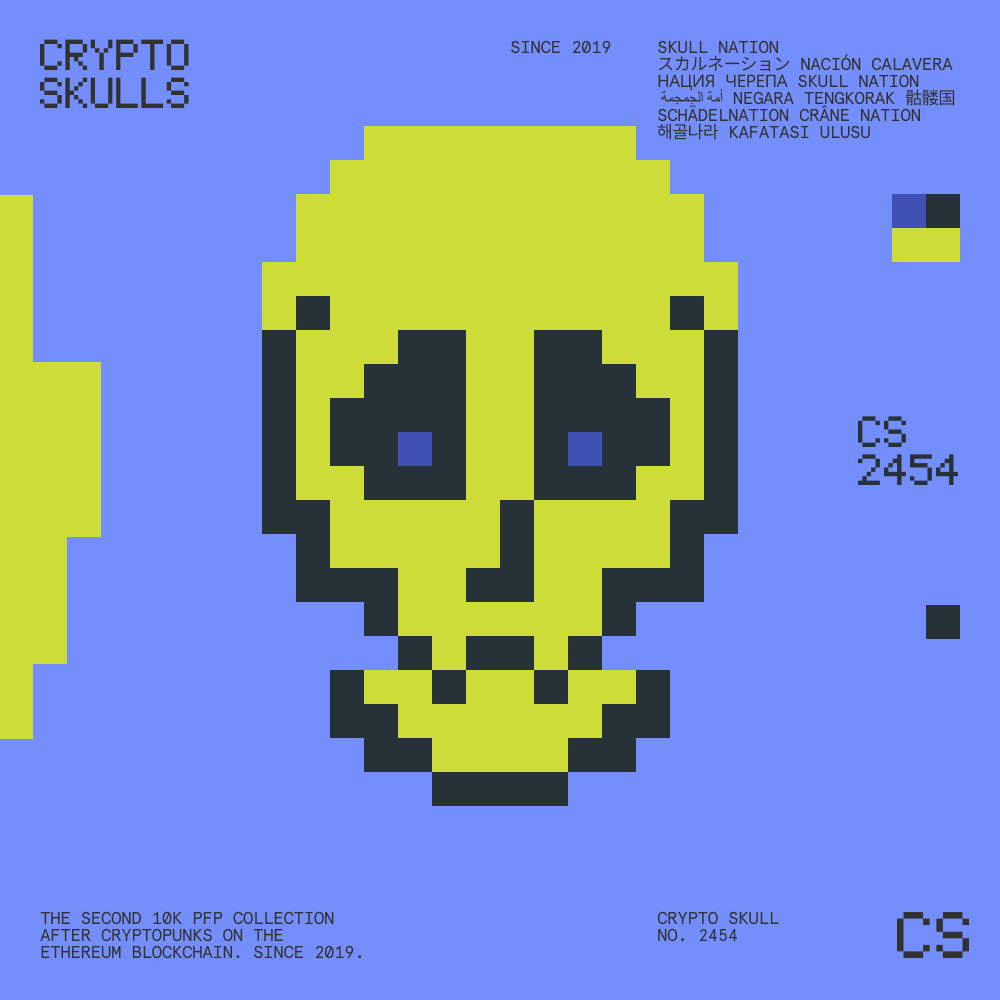 CRYPTO
SKULLS
SINCE 2019
SKULL NATION
スカルネーション NACIÓN CALAVERA
НАЦИЯ ЧЕРЕПА SKULL NATION
أمة الجمجمة NEGARA TENGKORAK 骷髅国
SCHÄDELNATION CRÂNE NATION
해골나라 KAFATASI ULUSU
CS
2454
THE SECOND 10K PFP COLLECTION
AFTER CRYPTOPUNKS ON THE
ETHEREUM BLOCKCHAIN. SINCE 2019.
CRYPTO SKULL
NO. 2454
CS